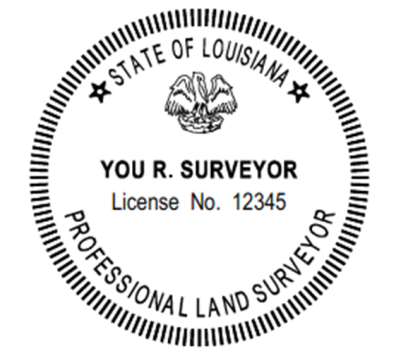 STATE OF LOUISIANA
YOU R. SURVEYOR
License No. 12345
PROFESSIONAL LAND SURVEYOR